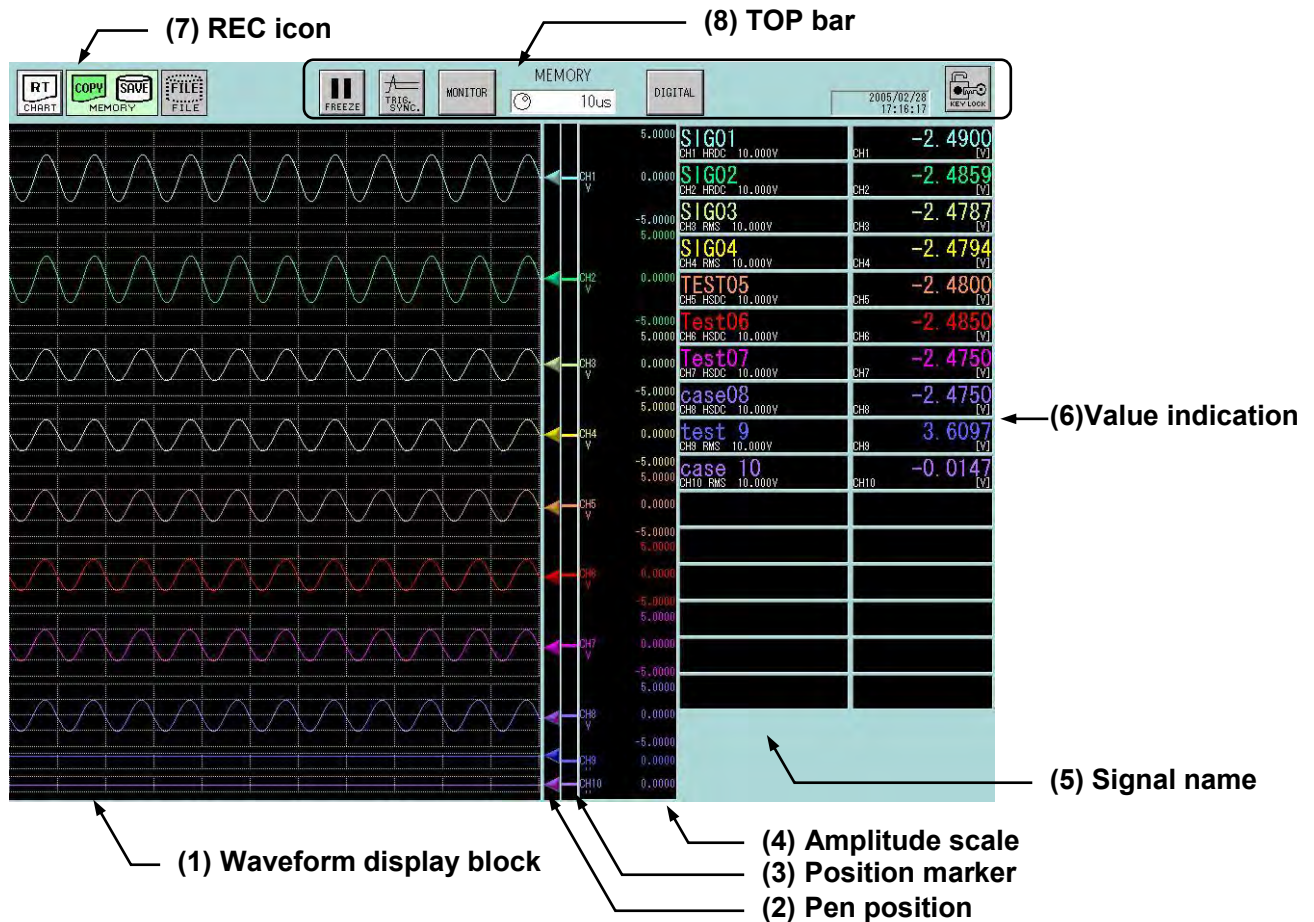 (7) REC icon
(8) TOP bar
RT
CHART
COPY
SAVE
MEMORY
FILE
FILE
FREEZE
TRIG.
SYNC.
MONITOR
MEMORY
10us
DIGITAL
2005/02/28
17:16:17
KEY LOCK
CH1
V
5.0000
0.0000
-5.0000
CH2
V
5.0000
0.0000
-5.0000
CH3
V
5.0000
0.0000
-5.0000
CH4
V
5.0000
0.0000
-5.0000
CH5
V
5.0000
0.0000
-5.0000
CH6
V
5.0000
0.0000
-5.0000
CH7
V
5.0000
0.0000
-5.0000
CH8
V
5.0000
0.0000
-5.0000
CH9
0.0000
CH10
0.0000
SIG01
CH1 HRDC 10.000V
CH1
-2.4900
[V]
SIG02
CH2 HRDC 10.000V
CH2
-2.4859
[V]
SIG03
CH3 RMS 10.000V
CH3
-2.4787
[V]
SIG04
CH4 RMS 10.000V
CH4
-2.4794
[V]
TEST05
CH5 HSDC 10.000V
CH5
-2.4800
[V]
Test06
CH6 HSDC 10.000V
CH6
-2.4850
[V]
Test07
CH7 HSDC 10.000V
CH7
-2.4750
[V]
case08
CH8 HSDC 10.000V
CH8
-2.4750
[V]
test 9
CH9 RMS 10.000V
CH9
3.6097
[V]
case 10
CH10 RMS 10.000V
CH10
-0.0147
[V]
(6)Value indication
(5) Signal name
(4) Amplitude scale
(3) Position marker
(2) Pen position
(1) Waveform display block